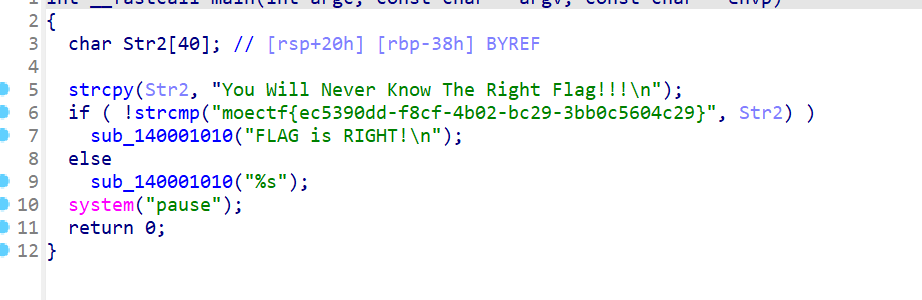 1 int __fastcall main(int argc, const char **argv, const char **envp)
2 {
3 char Str2[40]; // [rsp+20h] [rbp-38h] BYREF
4
5 strcpy(Str2, "You Will Never Know The Right Flag!!!\n");
6 if ( !strcmp("moectf{ec5390dd-f8cf-4b02-bc29-3bb0c5604c29}", Str2) )
7 sub_140001010("FLAG is RIGHT!\n");
8 else
9 sub_140001010("%s");
10 system("pause");
11 return 0;
12 }